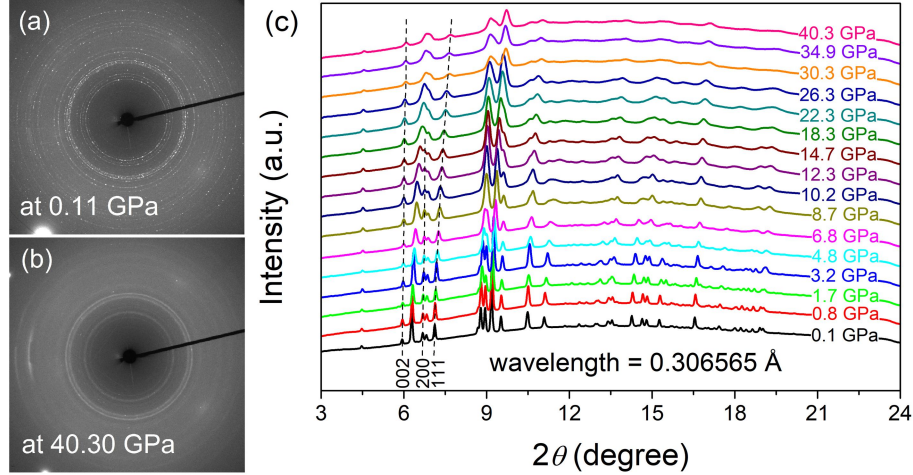 (a)
at 0.11 GPa
(b)
at 40.30 GPa
(c)
Intensity (a.u.)
40.3 GPa
34.9 GPa
30.3 GPa
26.3 GPa
22.3 GPa
18.3 GPa
14.7 GPa
12.3 GPa
10.2 GPa
8.7 GPa
6.8 GPa
4.8 GPa
3.2 GPa
1.7 GPa
0.8 GPa
0.1 GPa
002
200
111
wavelength = 0.306565 Å
3 6 9 12 15 18 21 24
2θ (degree)